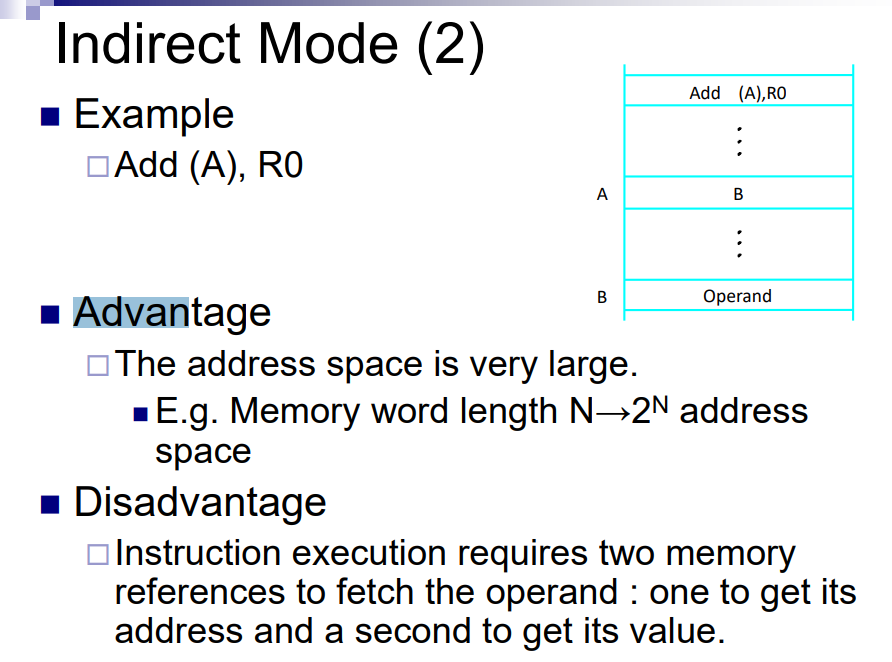 Indirect Mode (2)
Example
Add (A), R0
Advantage
The address space is very large.
E.g. Memory word length N→2ᴺ address
space
Disadvantage
Instruction execution requires two memory
references to fetch the operand : one to get its
address and a second to get its value.
Add (A),R0
A B
B Operand